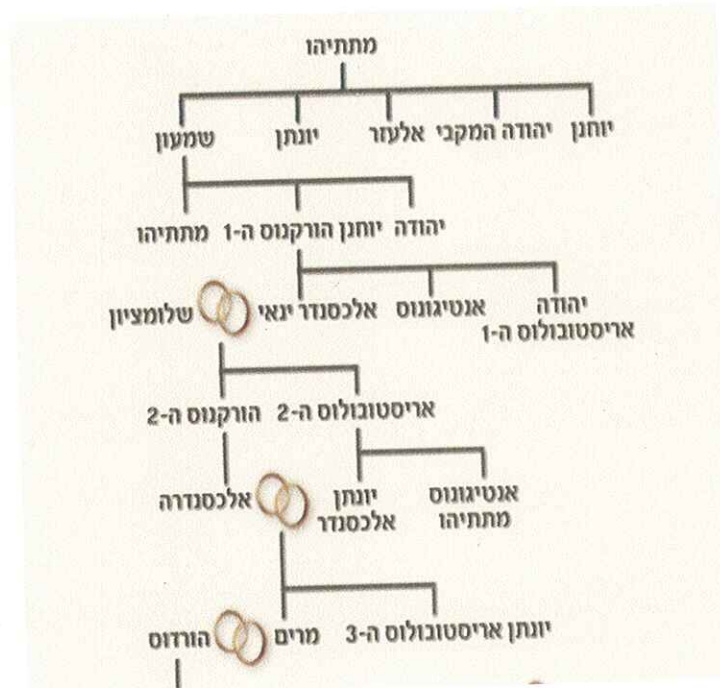 מתתיהו
יוחנן יהודה המקבי אלעזר יונתן שמעון
יהודה יוחנן הורקנוס ה-1 מתתיהו
יהודה
אריסטובולוס ה-1
אנטיגונוס
אלכסנדר ינאי
שלומציון
אריסטובולוס ה-2 הורקנוס ה-2
אנטיגונוס
מתתיהו
יונתן
אלכסנדר
אלכסנדרה
יונתן אריסטובולוס ה-3 מרים הורדוס